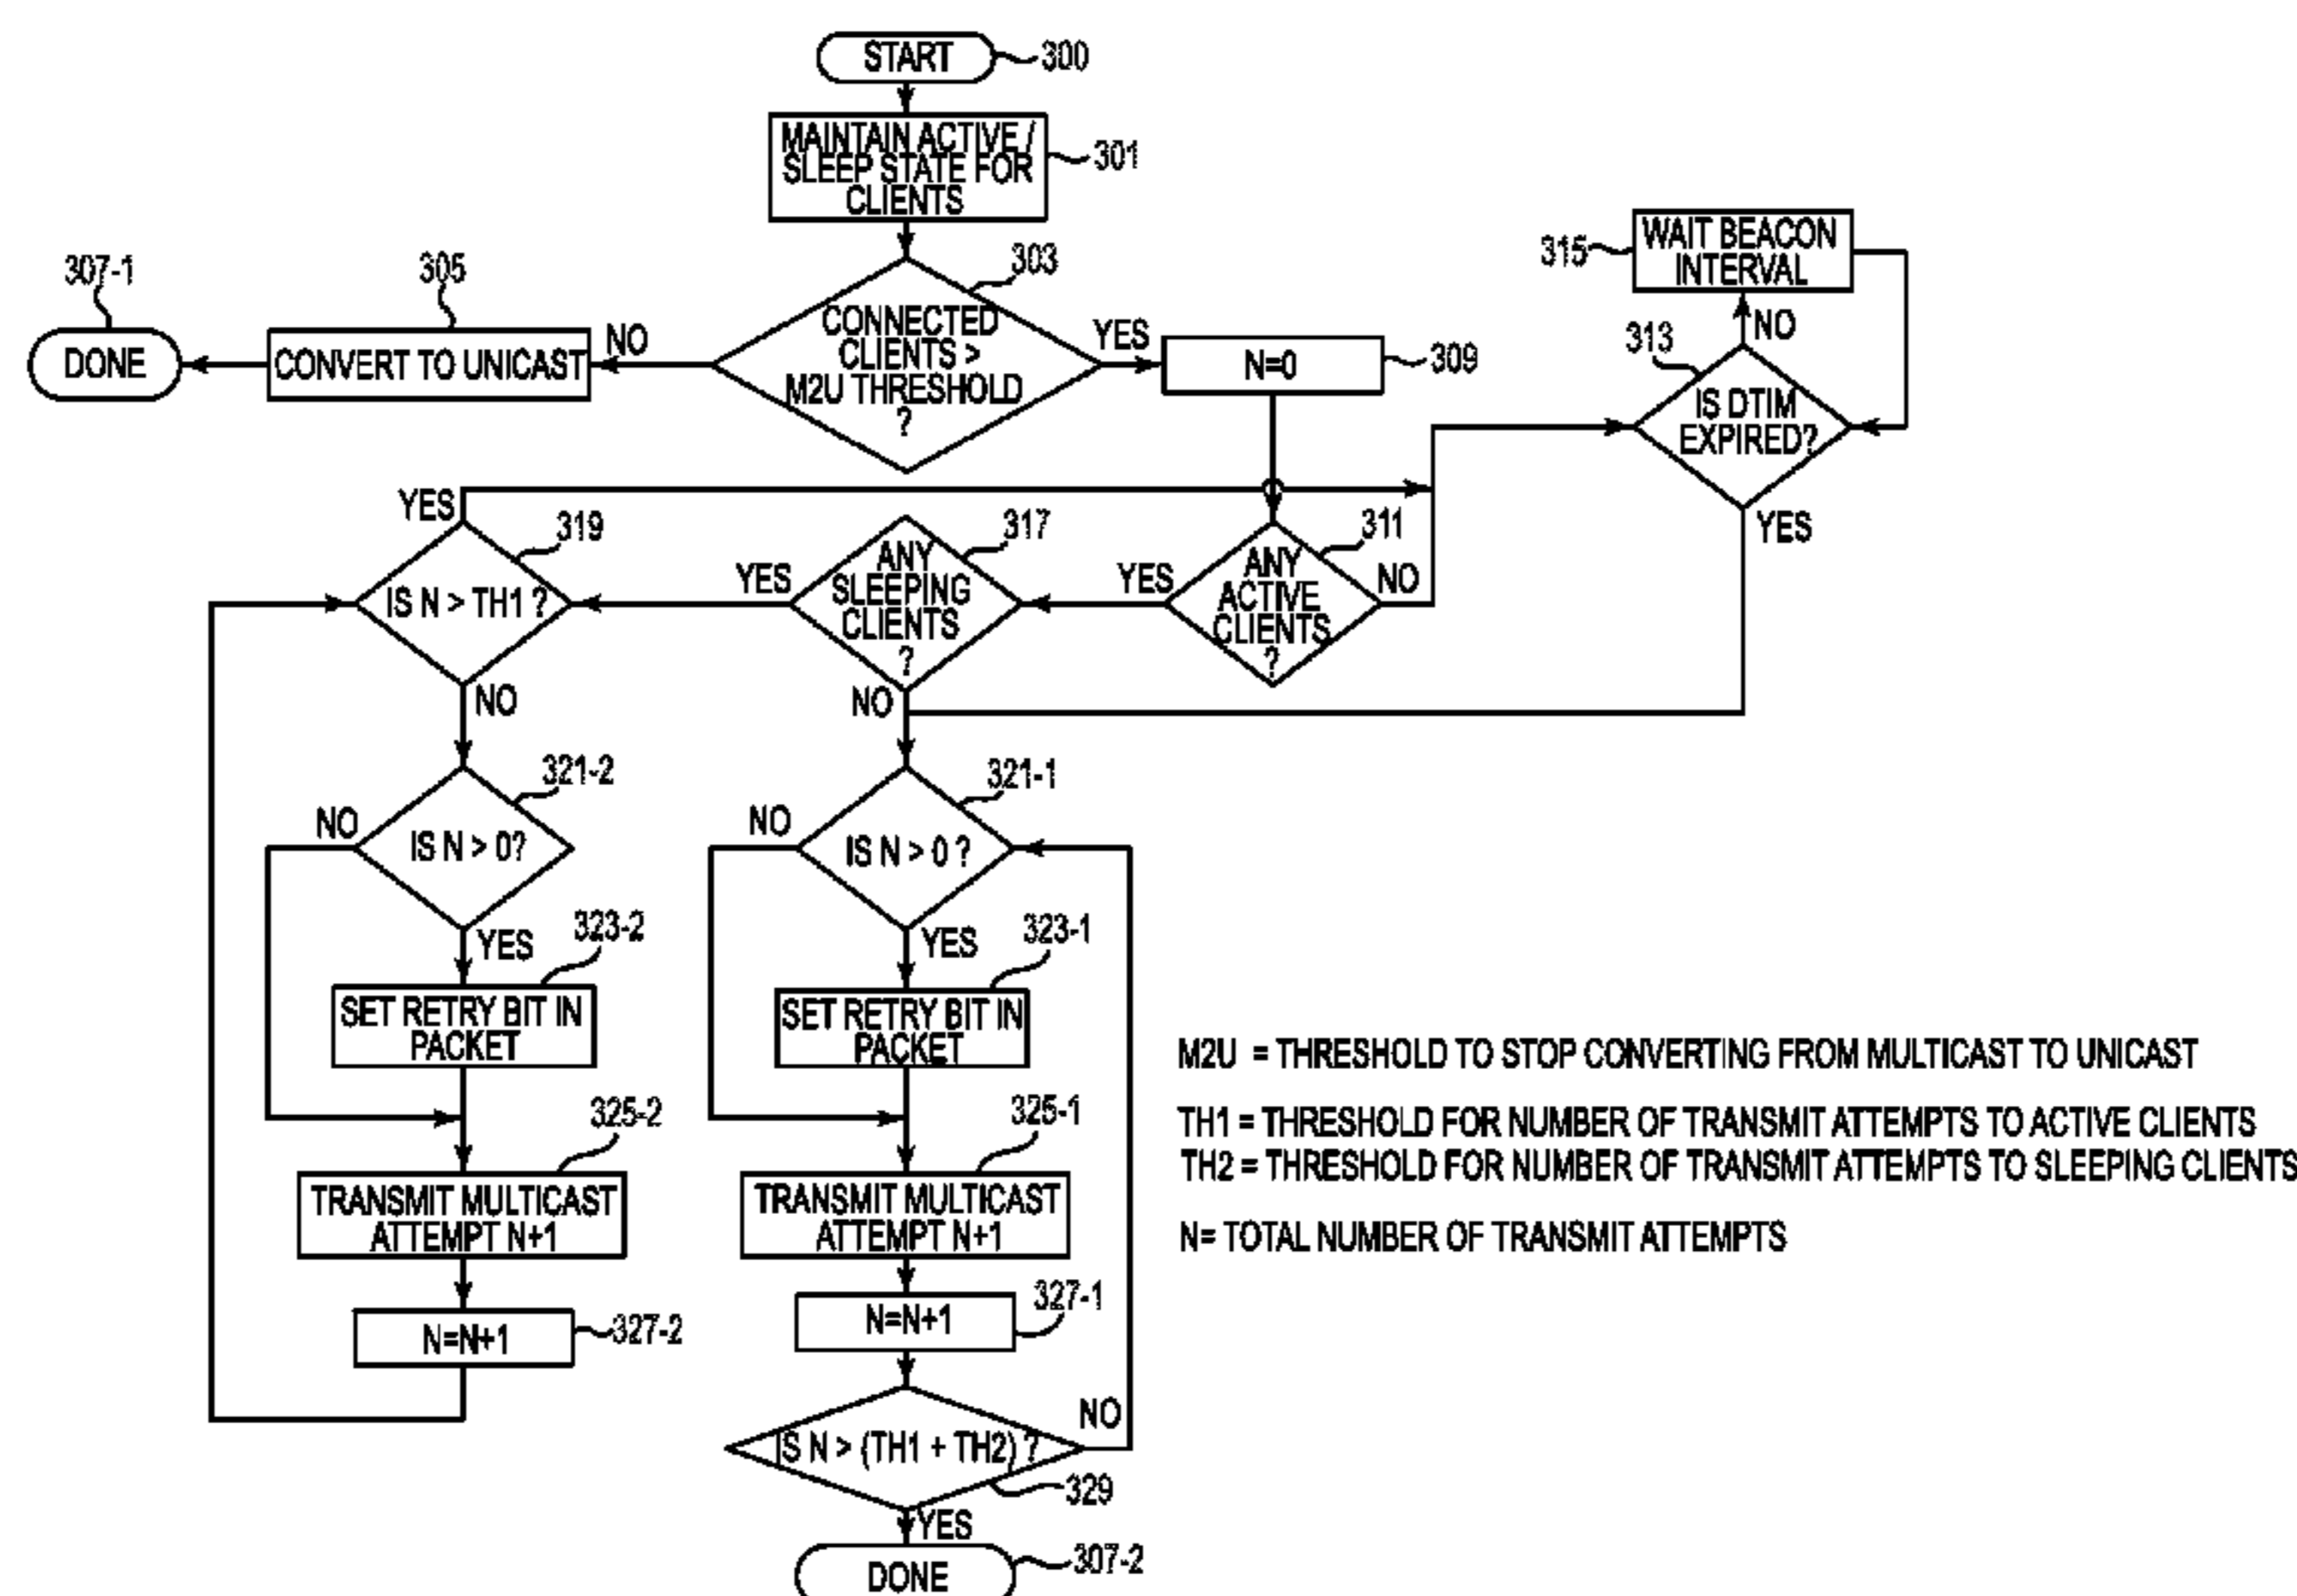 START
300
MAINTAIN ACTIVE /
SLEEP STATE FOR
CLIENTS
301
303
CONNECTED
CLIENTS >
M2U THRESHOLD
?
NO
YES
305
CONVERT TO UNICAST
307-1
DONE
N=0
309
315
WAIT BEACON
INTERVAL
NO
313
IS DTIM
EXPIRED?
YES
YES
319
IS N > TH1 ?
NO
YES
317
ANY
SLEEPING
CLIENTS
?
NO
YES
311
ANY
ACTIVE
CLIENTS
?
NO
321-2
NO
IS N > 0?
YES
323-2
SET RETRY BIT IN
PACKET
325-2
TRANSMIT MULTICAST
ATTEMPT N+1
N=N+1
327-2
321-1
NO
IS N > 0 ?
YES
323-1
SET RETRY BIT IN
PACKET
325-1
TRANSMIT MULTICAST
ATTEMPT N+1
327-1
N=N+1
NO
IS N > (TH1 + TH2) ?
329
YES
DONE
307-2
M2U = THRESHOLD TO STOP CONVERTING FROM MULTICAST TO UNICAST
TH1 = THRESHOLD FOR NUMBER OF TRANSMIT ATTEMPTS TO ACTIVE CLIENTS
TH2 = THRESHOLD FOR NUMBER OF TRANSMIT ATTEMPTS TO SLEEPING CLIENTS
N= TOTAL NUMBER OF TRANSMIT ATTEMPTS